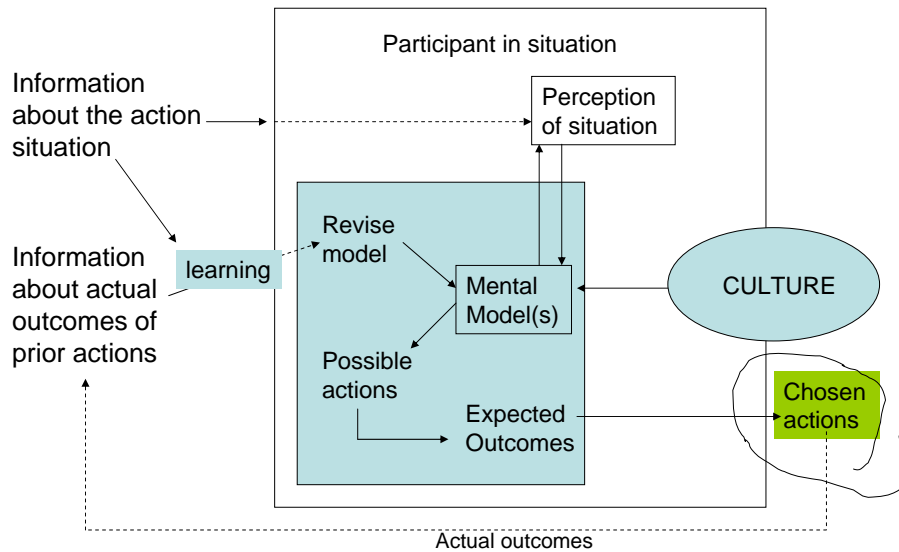 Participant in situation
Information
about the action
situation
Perception
of situation
Revise
model
learning
Information
about actual
outcomes of
prior actions
Mental
Model(s)
CULTURE
Possible
actions
Expected
Outcomes
Chosen
actions
Actual outcomes